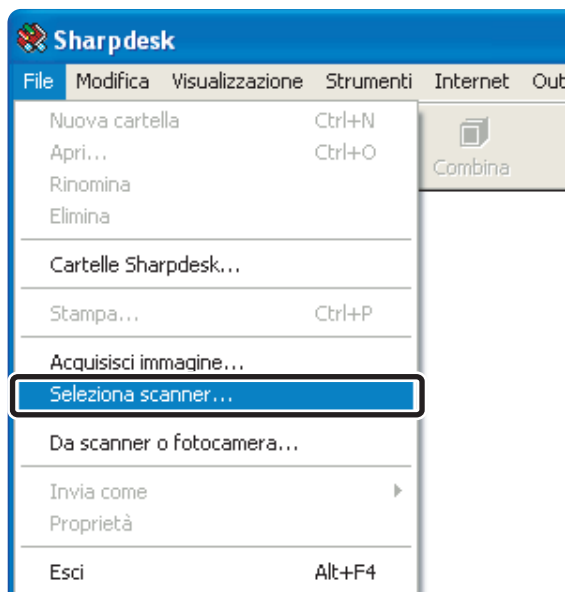 Sharpdesk
File Modifica Visualizzazione Strumenti Internet Out
Nuova cartella Ctrl+N
Apri... Ctrl+O
Rinomina
Elimina
Combina
Cartelle Sharpdesk...
Stampa... Ctrl+P
Acquisisci immagine...
Seleziona scanner...
Da scanner o fotocamera...
Invia come
Proprietà
Esci Alt+F4